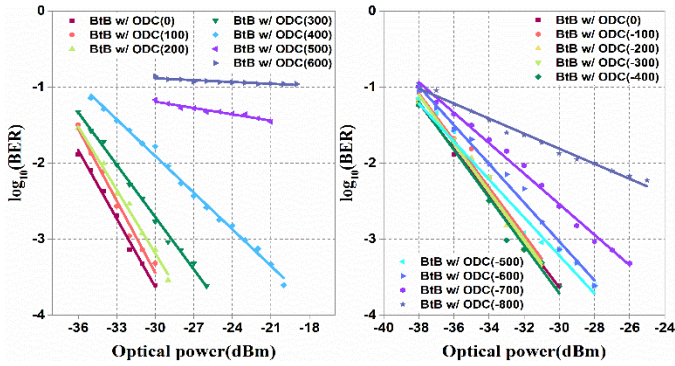 BtB w/ ODC(0)
BtB w/ ODC(100)
BtB w/ ODC(200)
BtB w/ ODC(300)
BtB w/ ODC(400)
BtB w/ ODC(500)
BtB w/ ODC(600)
0
-1
-2
-3
-4
log10(BER)
-36 -33 -30 -27 -24 -21 -18
Optical power(dBm)
BtB w/ ODC(0)
BtB w/ ODC(-100)
BtB w/ ODC(-200)
BtB w/ ODC(-300)
BtB w/ ODC(-400)
BtB w/ ODC(-500)
BtB w/ ODC(-600)
BtB w/ ODC(-700)
BtB w/ ODC(-800)
0
-1
-2
-3
-4
log10(BER)
-40 -38 -36 -34 -32 -30 -28 -26 -24
Optical power(dBm)